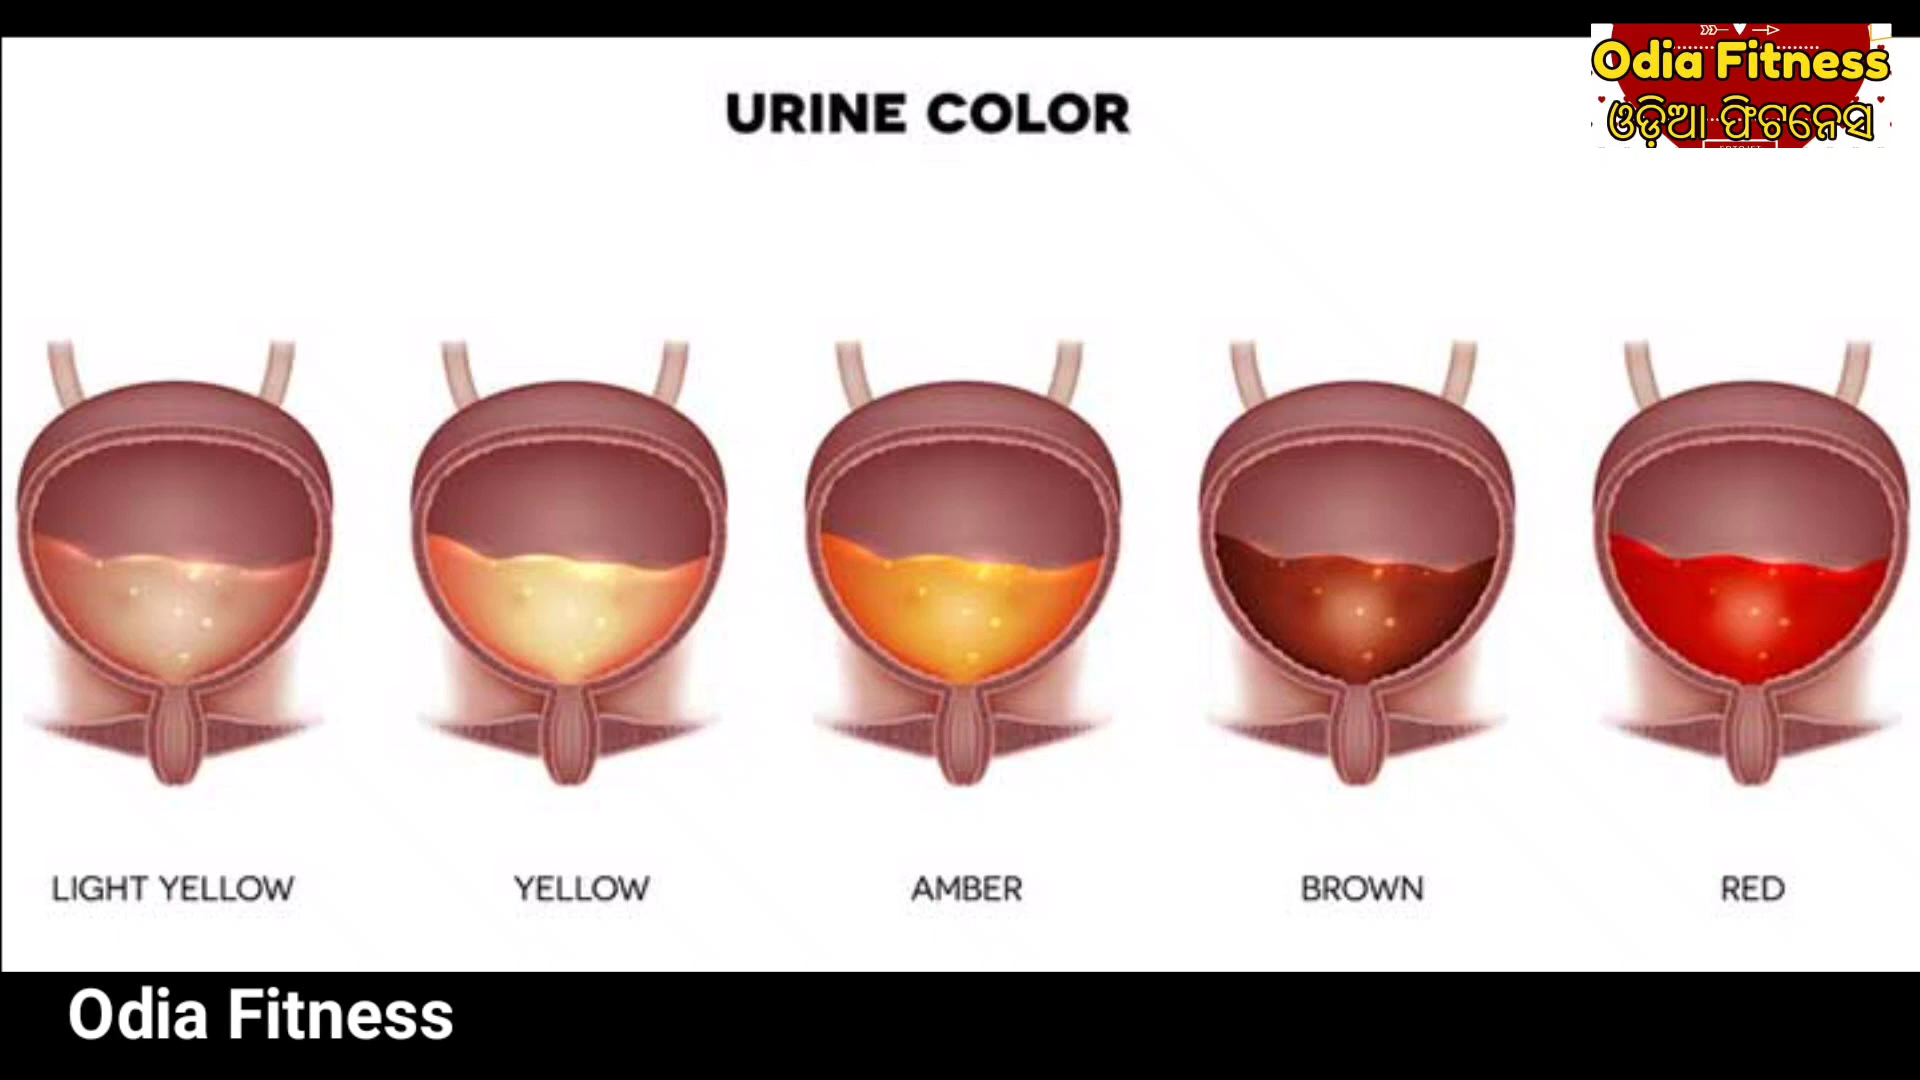 Odia Fitness
ଓଡ଼ିଆ ଫିଟନେସ
URINE COLOR
LIGHT YELLOW
YELLOW
AMBER
BROWN
RED
Odia Fitness